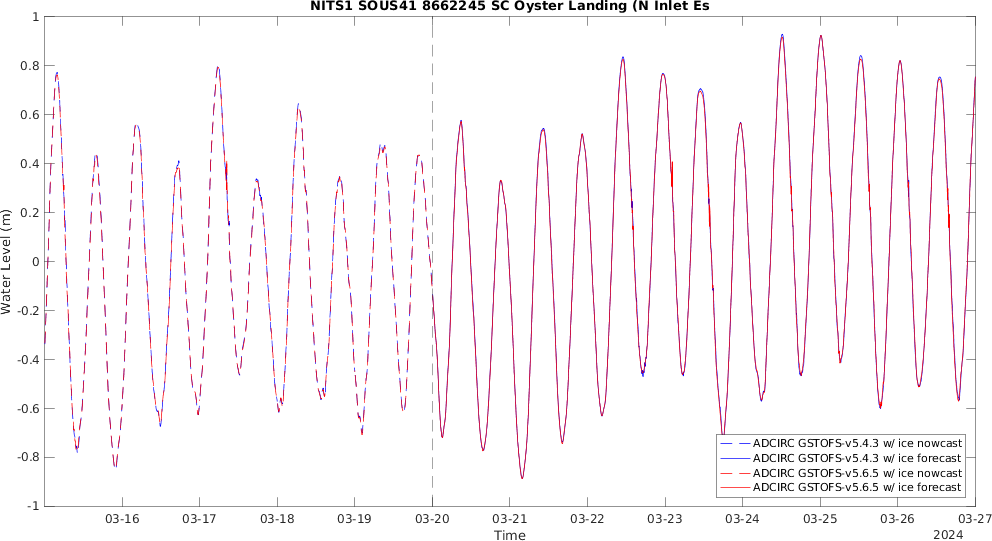 NITS1 SOUS41 8662245 SC Oyster Landing (N Inlet Es
Water Level (m)
1
0.8
0.6
0.4
0.2
0
-0.2
-0.4
-0.6
-0.8
-1
03-16 03-17 03-18 03-19 03-20 03-21 03-22 03-23 03-24 03-25 03-26 03-27
Time
2024
ADCIRC GSTOFS-v5.4.3 w/ ice nowcast
ADCIRC GSTOFS-v5.4.3 w/ ice forecast
ADCIRC GSTOFS-v5.6.5 w/ ice nowcast
ADCIRC GSTOFS-v5.6.5 w/ ice forecast